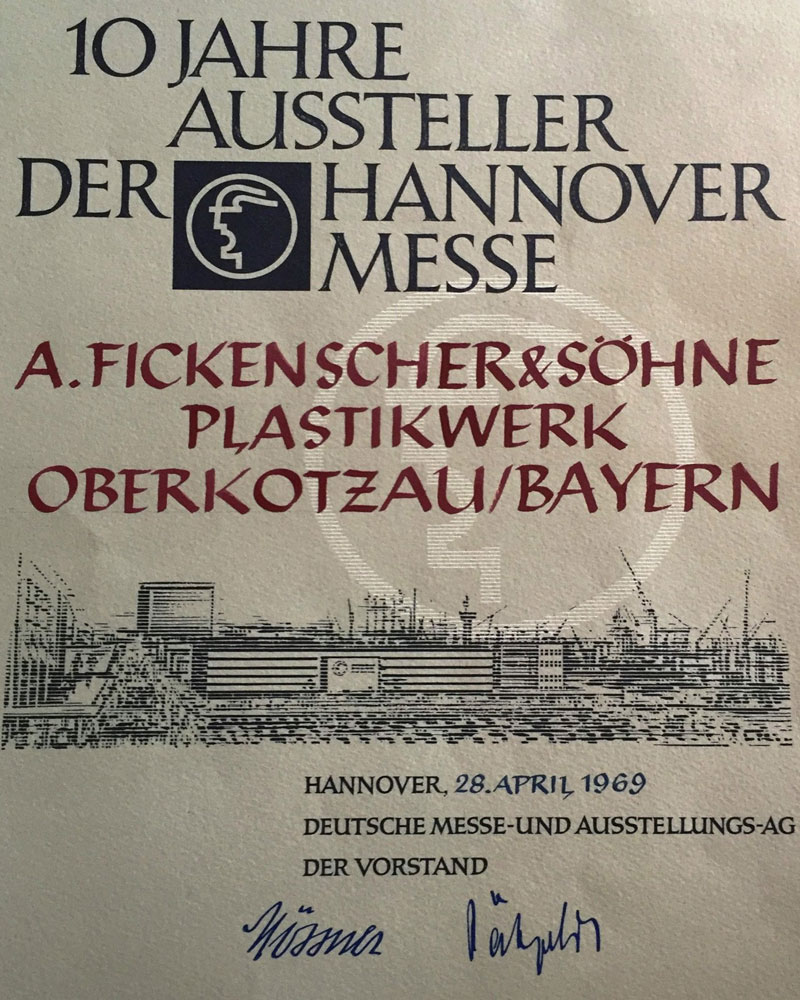 10 JAHRE
AUSSTELLER
DER HANNOVER
MESSE
A. FICKENSCHER & SÖHNE
PLASTIKWERK
OBERKOTZAU/BAYERN
HANNOVER, 28. APRIL 1969
DEUTSCHE MESSE- UND AUSSTELLUNGS-AG
DER VORSTAND